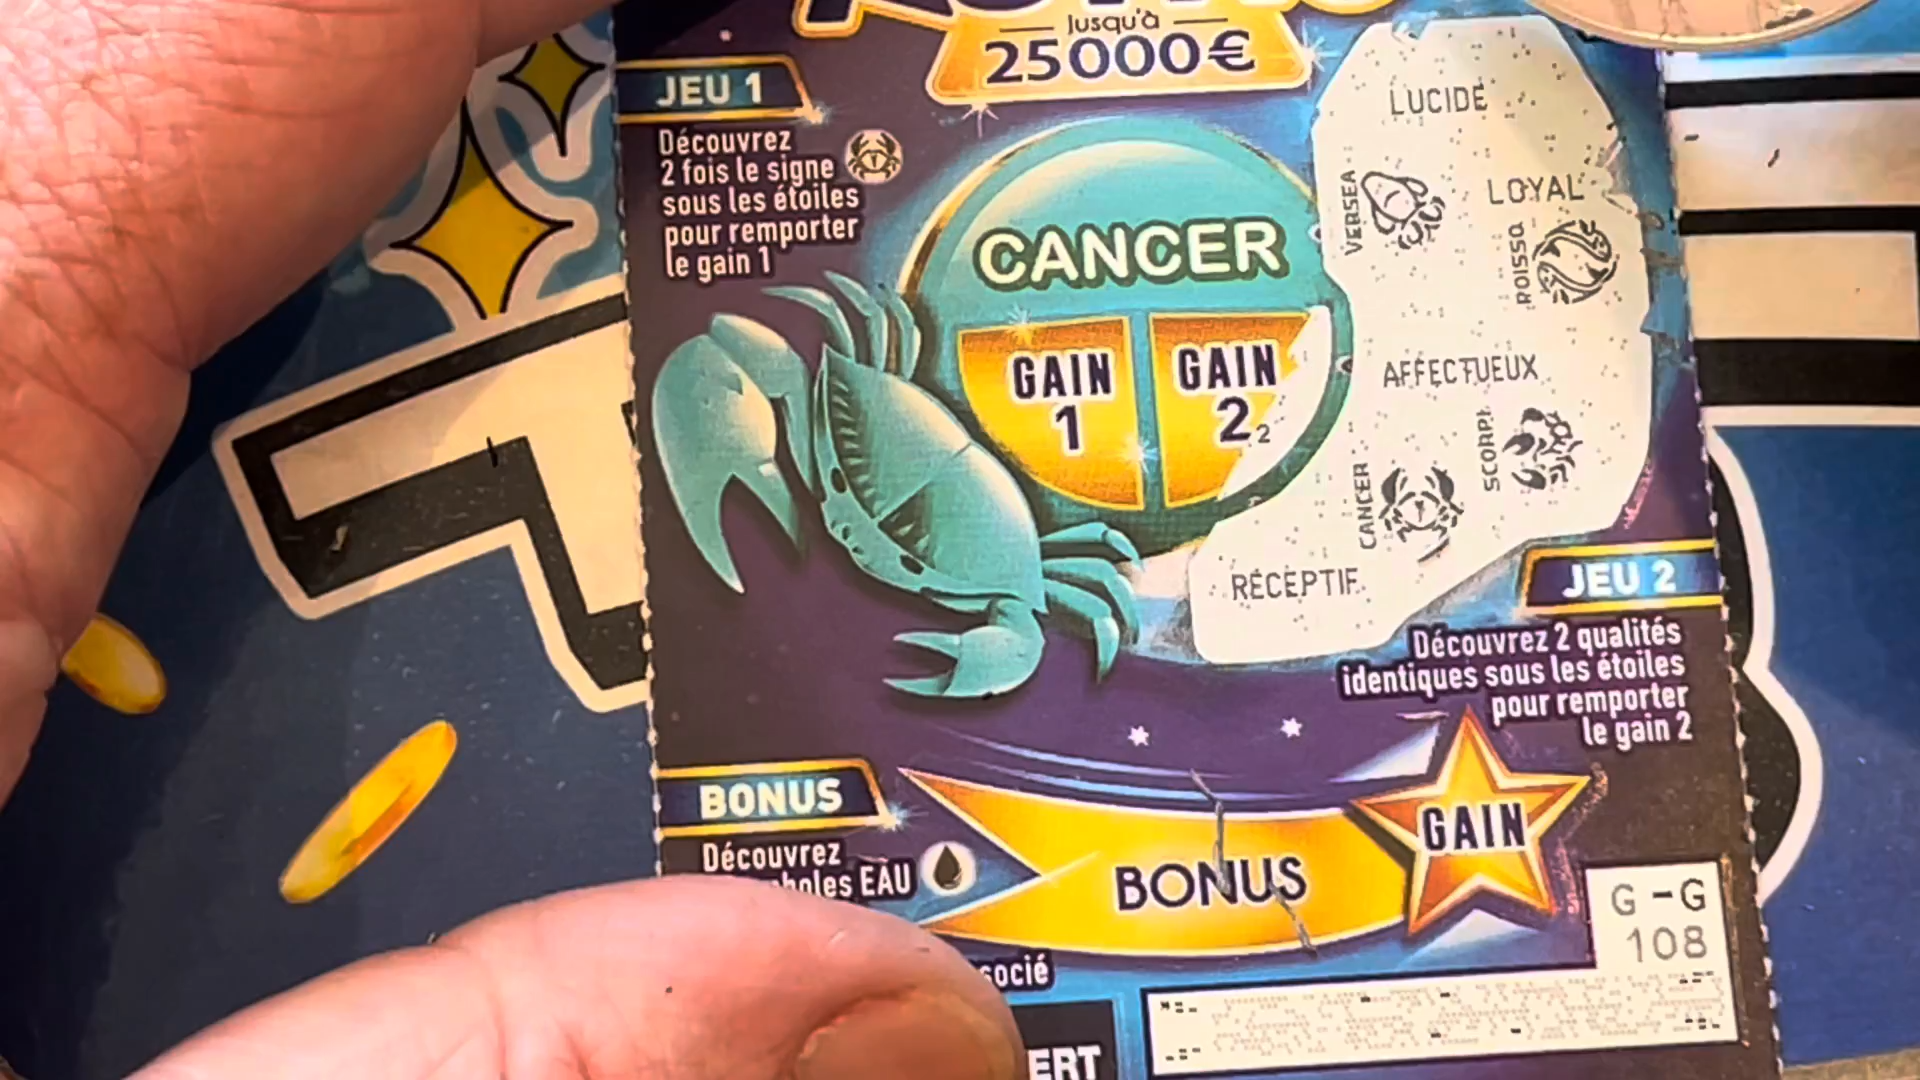 Jusqu'à
25000€
JEU 1
Découvrez
2 fois le signe
sous les étoiles
pour remporter
le gain 1
CANCER
GAIN
1
GAIN
2
2
LUCIDE
VERSEA
LOYAL
POISSO
AFFECTUEUX
SCORPI
CANCER
RÉCEPTIF
JEU 2
Découvrez 2 qualités
identiques sous les étoiles
pour remporter
le gain 2
BONUS
Découvrez
EAU
BONUS
GAIN
G - G
108